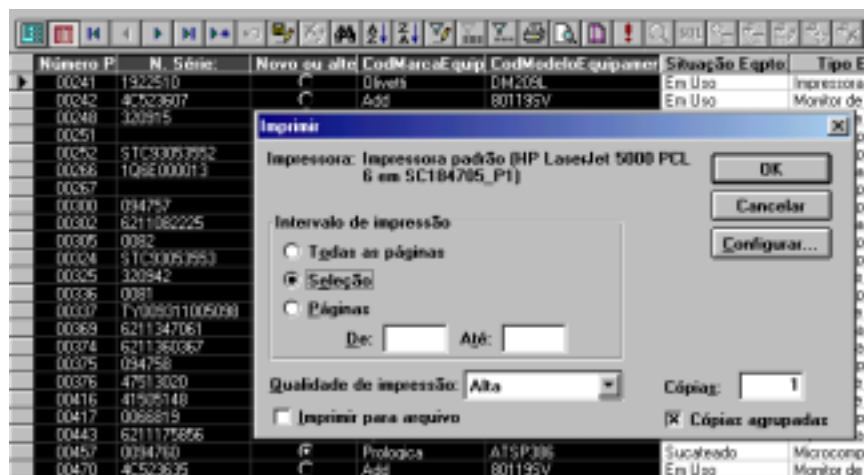 Número P N. Série: Novo ou alte CodMarcaEquip CodModeloEquipamen Situação Eqpto. Tipo E
00241 1922510 Olivetti DM209L Em Uso Impressora
00242 4C523607 Add 801195V Em Uso Monitor de
00248 320915
00251
00252 STC93053952
00266 1Q6E000013
00267
00300 094757
00302 6211082225
00305 0082
00324 STC93053953
00325 320942
00336 0081
00337 TY009311005098
00369 6211347061
00374 6211360367
00375 094758
00376 47513020
00416 41505148
00417 0066819
00443 6211175856
00457 0094760 Prologica ATSP386 Sucateado Microcomp
00470 4C523635 Add 801195V Em Uso Monitor de
Imprimir
Impressora: Impressora padrão (HP LaserJet 5000 PCL
6 em SC184705_P1)
OK
Cancelar
Configurar...
Intervalo de impressão
Todas as páginas
Seleção
Páginas
De: Até:
Qualidade de impressão: Alta
Cópias: 1
Imprimir para arquivo
Cópias agrupadas